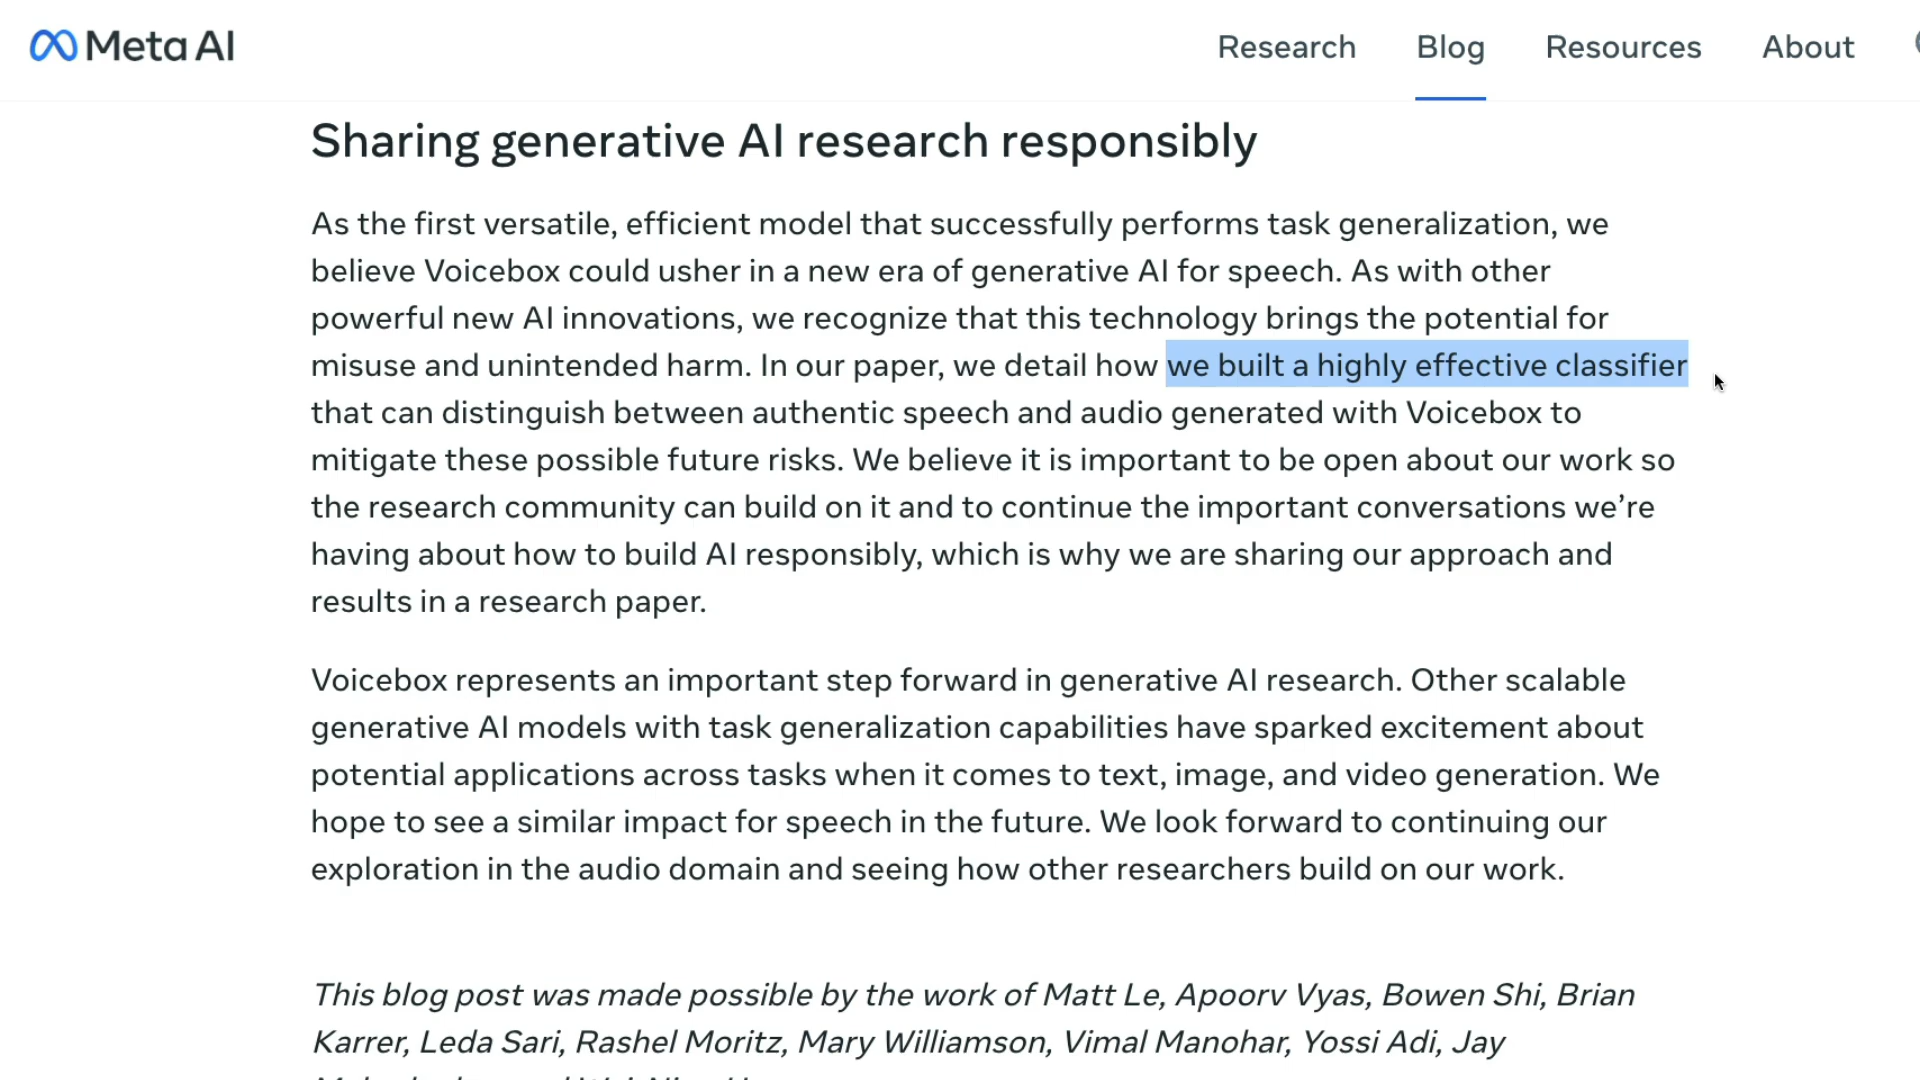 Meta AI
Research Blog Resources About
Sharing generative AI research responsibly
As the first versatile, efficient model that successfully performs task generalization, we
believe Voicebox could usher in a new era of generative AI for speech. As with other
powerful new AI innovations, we recognize that this technology brings the potential for
misuse and unintended harm. In our paper, we detail how we built a highly effective classifier
that can distinguish between authentic speech and audio generated with Voicebox to
mitigate these possible future risks. We believe it is important to be open about our work so
the research community can build on it and to continue the important conversations we’re
having about how to build AI responsibly, which is why we are sharing our approach and
results in a research paper.
Voicebox represents an important step forward in generative AI research. Other scalable
generative AI models with task generalization capabilities have sparked excitement about
potential applications across tasks when it comes to text, image, and video generation. We
hope to see a similar impact for speech in the future. We look forward to continuing our
exploration in the audio domain and seeing how other researchers build on our work.
This blog post was made possible by the work of Matt Le, Apoorv Vyas, Bowen Shi, Brian
Karrer, Leda Sari, Rashel Moritz, Mary Williamson, Vimal Manohar, Yossi Adi, Jay